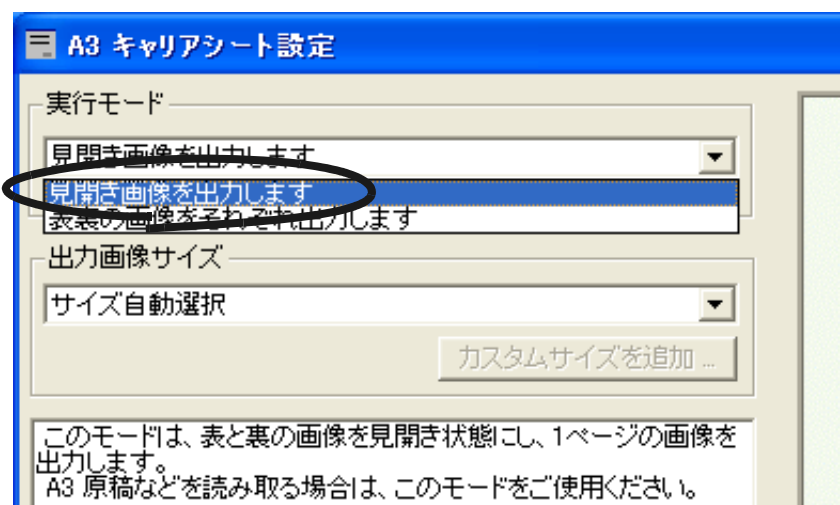 A3 キャリアシート設定
実行モード
見開き画像を出力します
見開き画像を出力します
表裏の画像をそれぞれ出力します
出力画像サイズ
サイズ自動選択
カスタムサイズを追加 ...
このモードは、表と裏の画像を見開き状態にし、1ページの画像を
出力します。
A3 原稿などを読み取る場合は、このモードをご使用ください。